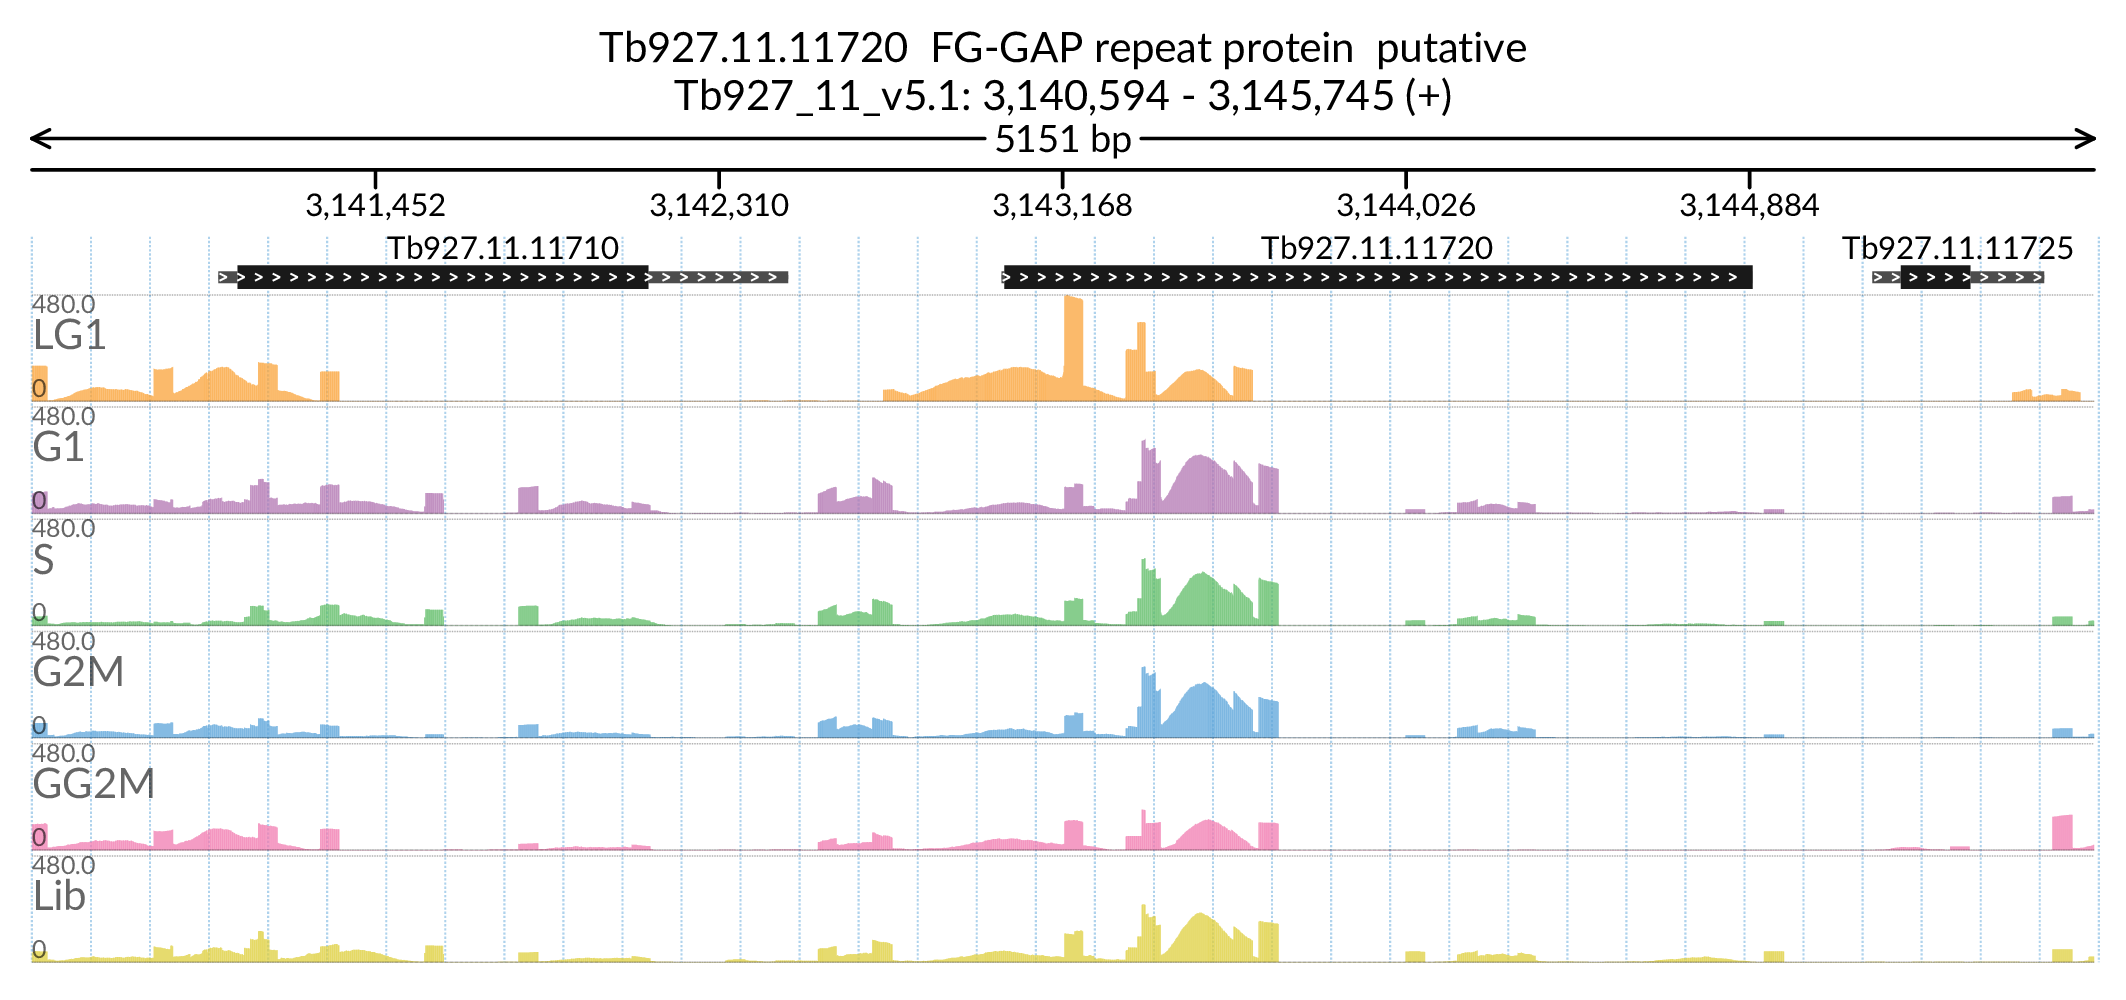 Tb927.11.11720  FG-GAP repeat protein  putative
Tb927_11_v5.1: 3,140,594 - 3,145,745 (+)
5151 bp
3,141,452 3,142,310 3,143,168 3,144,026 3,144,884
Tb927.11.11710 Tb927.11.11720 Tb927.11.11725
480.0
LG1
0
480.0
G1
0
480.0
S
0
480.0
G2M
0
480.0
GG2M
0
480.0
Lib
0